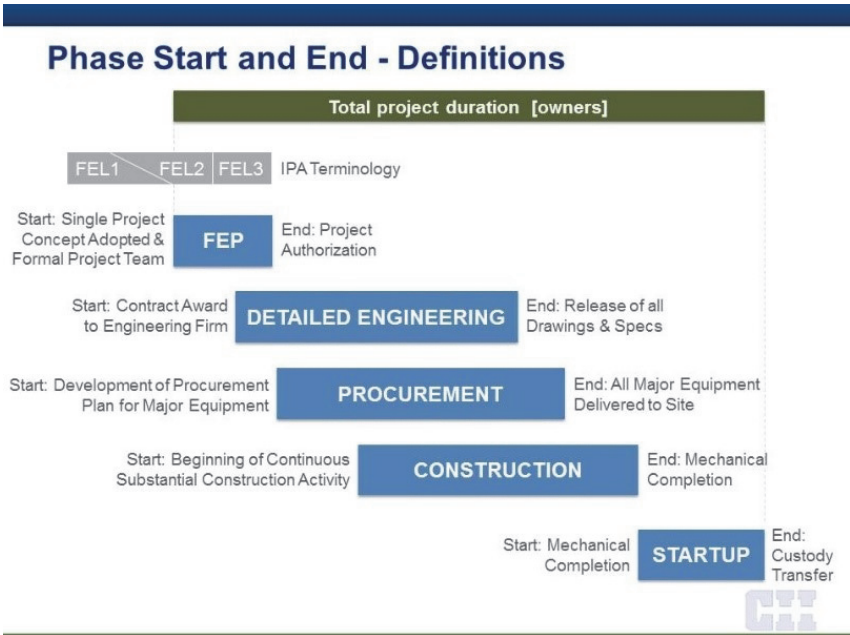 Phase Start and End - Definitions
Total project duration [owners]
FEL1 FEL2 FEL3 IPA Terminology
Start: Single Project
Concept Adopted &
Formal Project Team
FEP
End: Project
Authorization
Start: Contract Award
to Engineering Firm
DETAILED ENGINEERING
End: Release of all
Drawings & Specs
Start: Development of Procurement
Plan for Major Equipment
PROCUREMENT
End: All Major Equipment
Delivered to Site
Start: Beginning of Continuous
Substantial Construction Activity
CONSTRUCTION
End: Mechanical
Completion
Start: Mechanical
Completion
STARTUP
End:
Custody
Transfer
CII